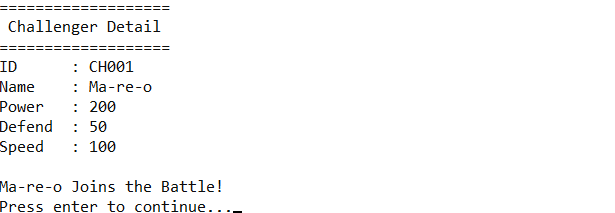 ===================
 Challenger Detail
===================
ID      : CH001
Name    : Ma-re-o
Power   : 200
Defend  : 50
Speed   : 100

Ma-re-o Joins the Battle!
Press enter to continue..._